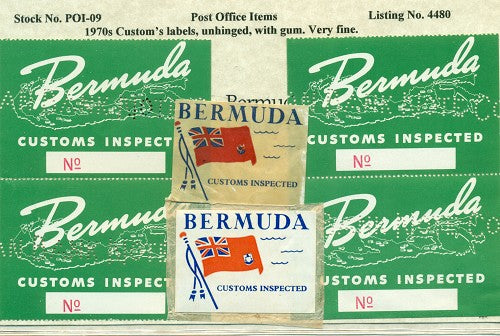 Stock No. POI-09 Post Office Items Listing No. 4480
1970s Custom's labels, unhinged, with gum. Very fine.
Bermuda
CUSTOMS INSPECTED
No
Bermuda
CUSTOMS INSPECTED
No
Bermud
BERMUDA
CUSTOMS INSPECTED
Bermuda
CUSTOMS INSPECTED
No
BERMUDA
CUSTOMS INSPECTED
Bermuda
CUSTOMS INSPECTED
No